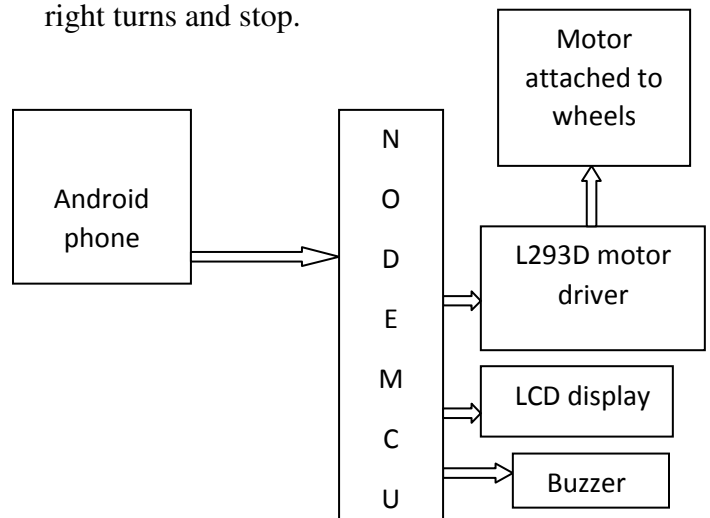 right turns and stop.
Motor
attached to
wheels
Android
phone
N
O
D
E
M
C
U
L293D motor
driver
LCD display
Buzzer